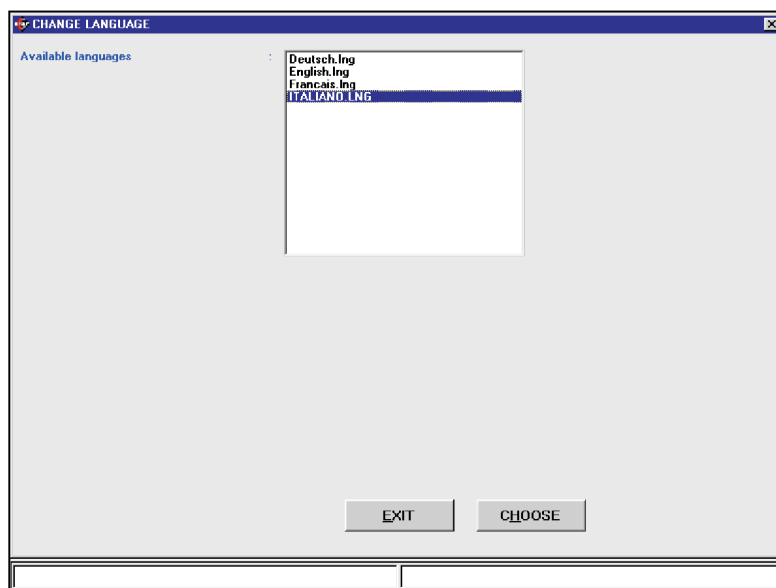 CHANGE LANGUAGE
Available languages :
Deutsch.lng
English.lng
Francais.lng
ITALIANO.LNG
EXIT
CHOOSE